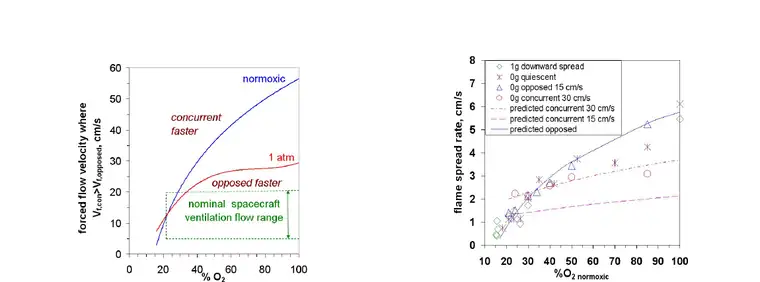 forced flow velocity where
Vf,con>Vf,opposed, cm/s
60
50
40
30
20
10
0
normoxic
concurrent
faster
1 atm
opposed faster
nominal spacecraft
ventilation flow range
0 20 40 60 80 100
% O2
flame spread rate, cm/s
8
7
6
5
4
3
2
1
0
1g downward spread
0g quiescent
0g opposed 15 cm/s
0g concurrent 30 cm/s
predicted concurrent 30 cm/s
predicted concurrent 15 cm/s
predicted opposed
10 20 30 40 50 60 70 80 90 100
%O2 normoxic